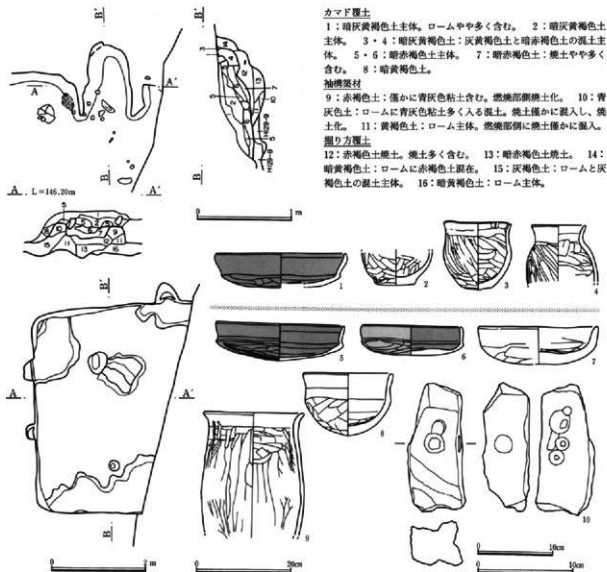 カマド覆土
1：暗灰黄褐色土主体。ロームやや多く含む。 2：暗灰黄褐色土
主体。 3・4：暗灰黄褐色土：灰黄褐色土と暗赤褐色土の混土主
体。 5・6：暗赤褐色土主体。 7：暗赤褐色土：焼土やや多く
含む。 8：暗黄褐色土。
袖構築材
9：赤褐色土：僅かに青灰色粘土含む。燃焼部側焼土化。 10：青
灰色土：ロームに青灰色粘土多く入る混土。焼土僅かに混入し、焼
土化。 11：黄褐色土：ローム主体。燃焼部側に焼土僅かに混入。
掘り方覆土
12：赤褐色土焼土。焼土多く含む。 13：暗赤褐色土焼土。 14：
暗黄褐色土：ロームに赤褐色土混在。 15：灰褐色土：ロームと灰
褐色土の混土主体。 16：暗黄褐色土：ローム主体。
B'
B'
A
A'
B
B
A L=146.20m A'
0 1m
1
2
3
4
B'
A
A'
5
6
7
8
B
9
10
0 2m
0 20cm
0 10cm
0 10cm